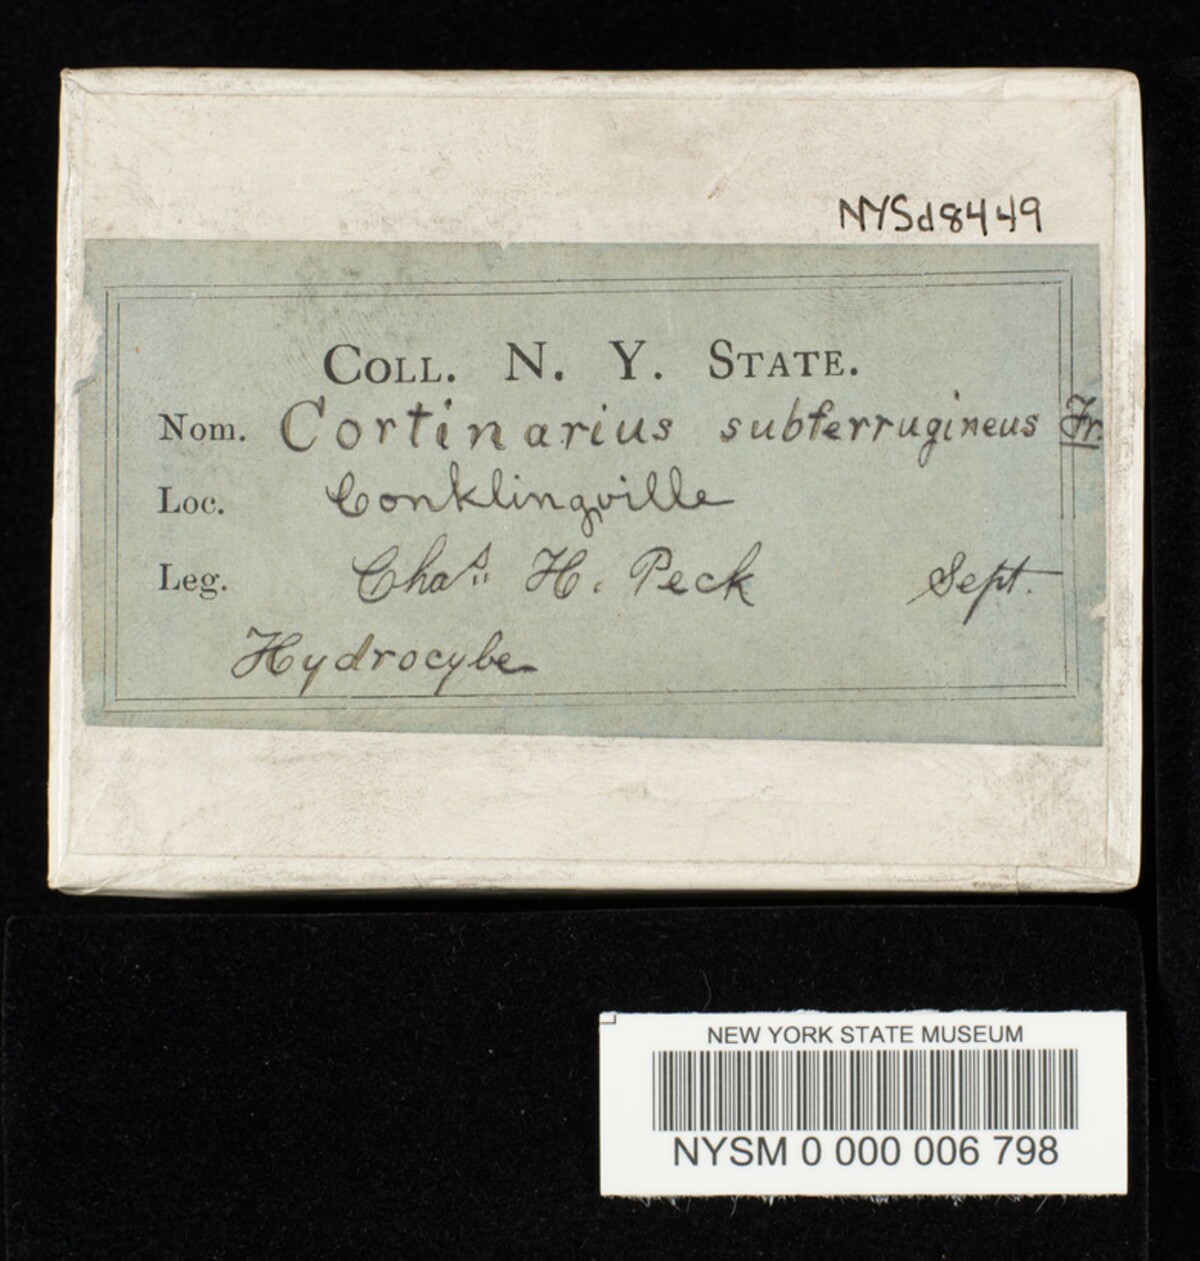 NYSd8449
COLL. N. Y. STATE.
Nom. Cortinarius subferrugineus Fr.
Loc. Conklingville
Leg. Chas. H. Peck Sept.
Hydrocybe
NEW YORK STATE MUSEUM
NYSM 0 000 006 798